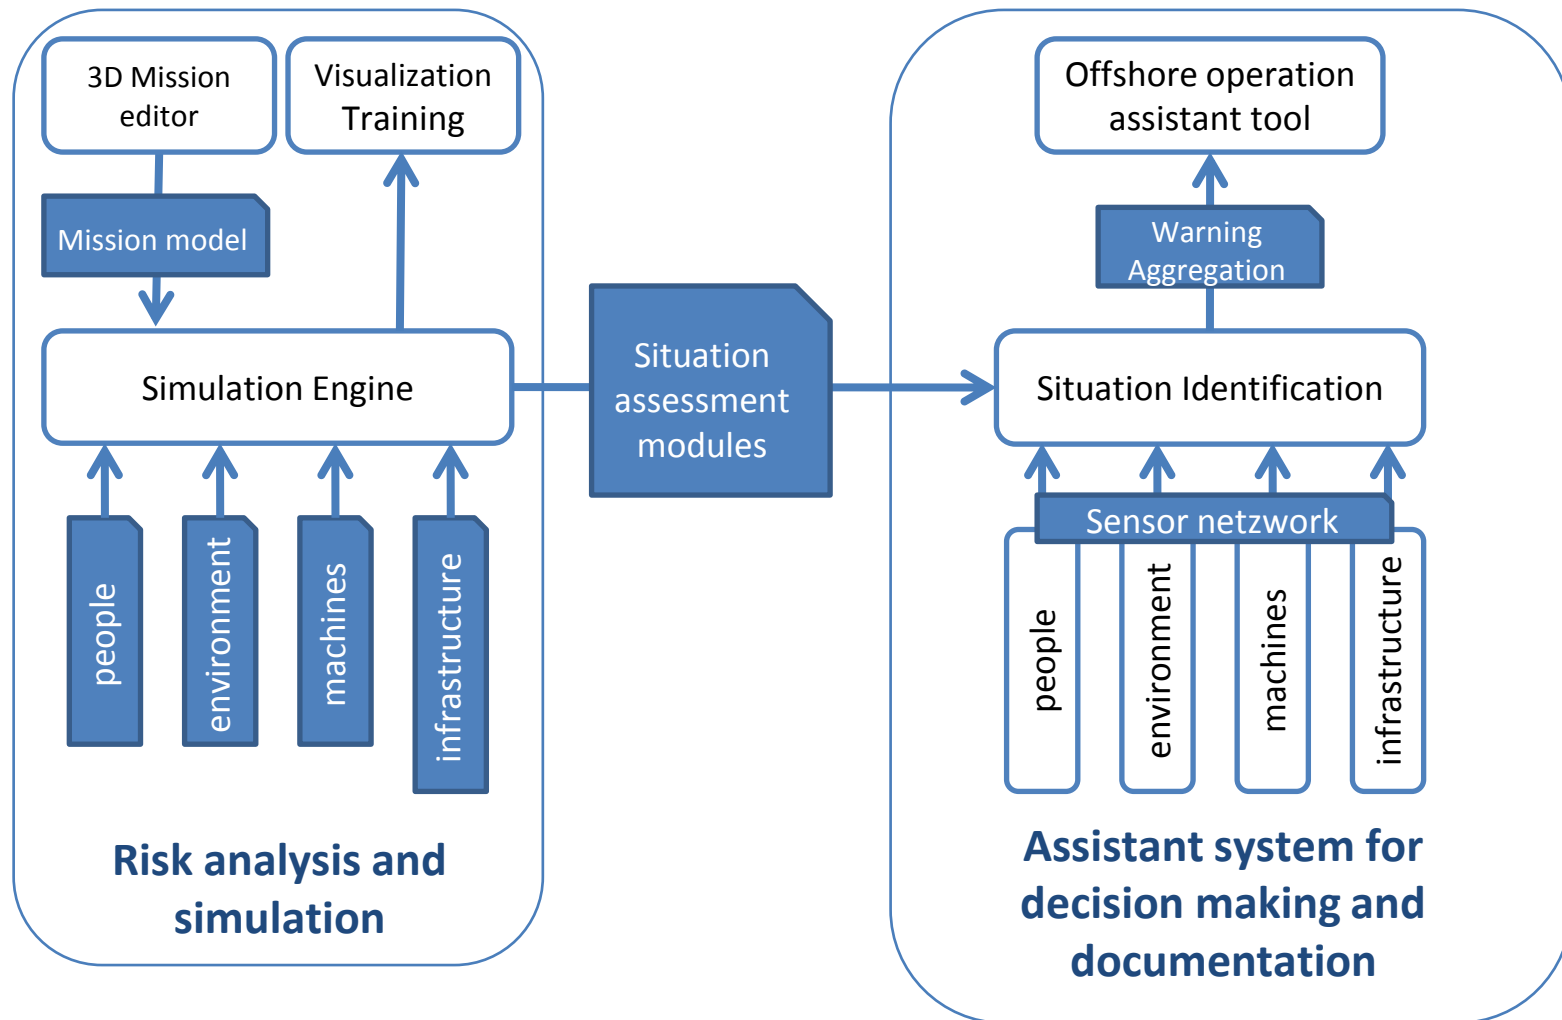 3D Mission
editor
Visualization
Training
Mission model
Simulation Engine
people
environment
machines
infrastructure
Risk analysis and
simulation
Situation
assessment
modules
Offshore operation
assistant tool
Warning
Aggregation
Situation Identification
Sensor netzwork
people
environment
machines
infrastructure
Assistant system for
decision making and
documentation